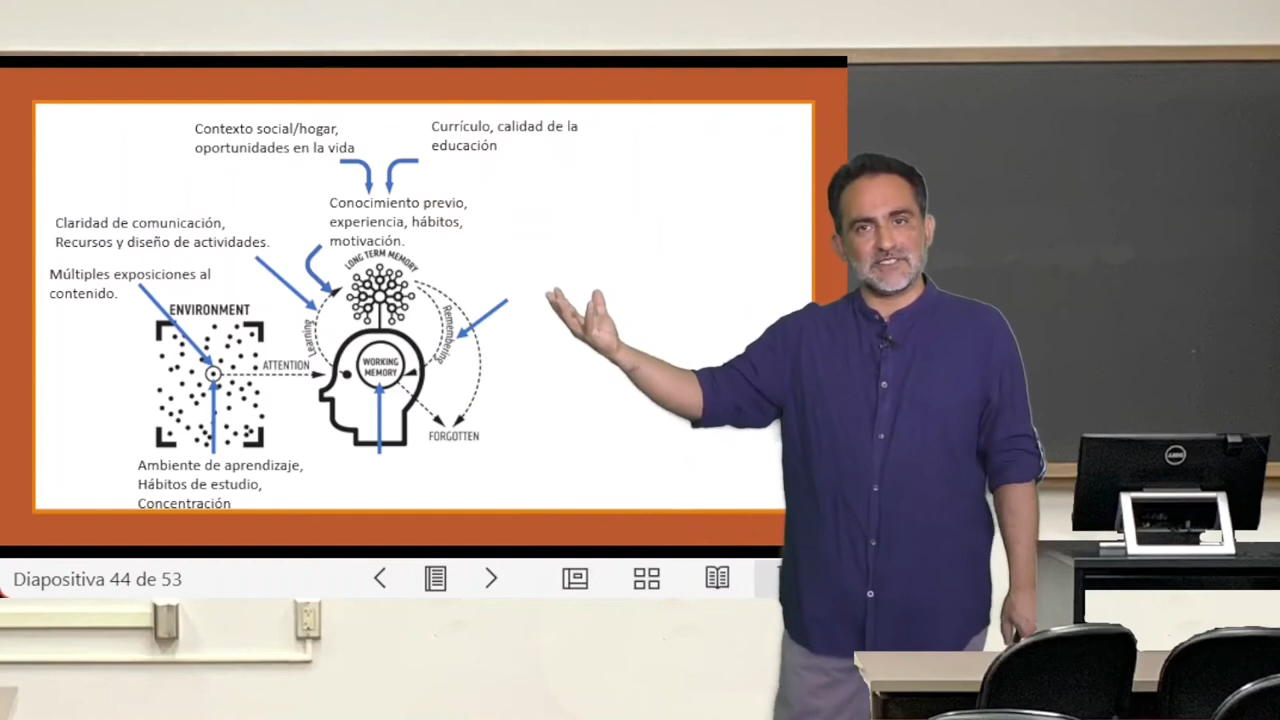 Contexto social/hogar,
oportunidades en la vida
Currículo, calidad de la
educación
Conocimiento previo,
experiencia, hábitos,
motivación.
Claridad de comunicación,
Recursos y diseño de actividades.
Múltiples exposiciones al
contenido.
LONG TERM MEMORY
ENVIRONMENT
Learning
Remembering
ATTENTION
WORKING
MEMORY
FORGOTTEN
Ambiente de aprendizaje,
Hábitos de estudio,
Concentración
Diapositiva 44 de 53
DELL